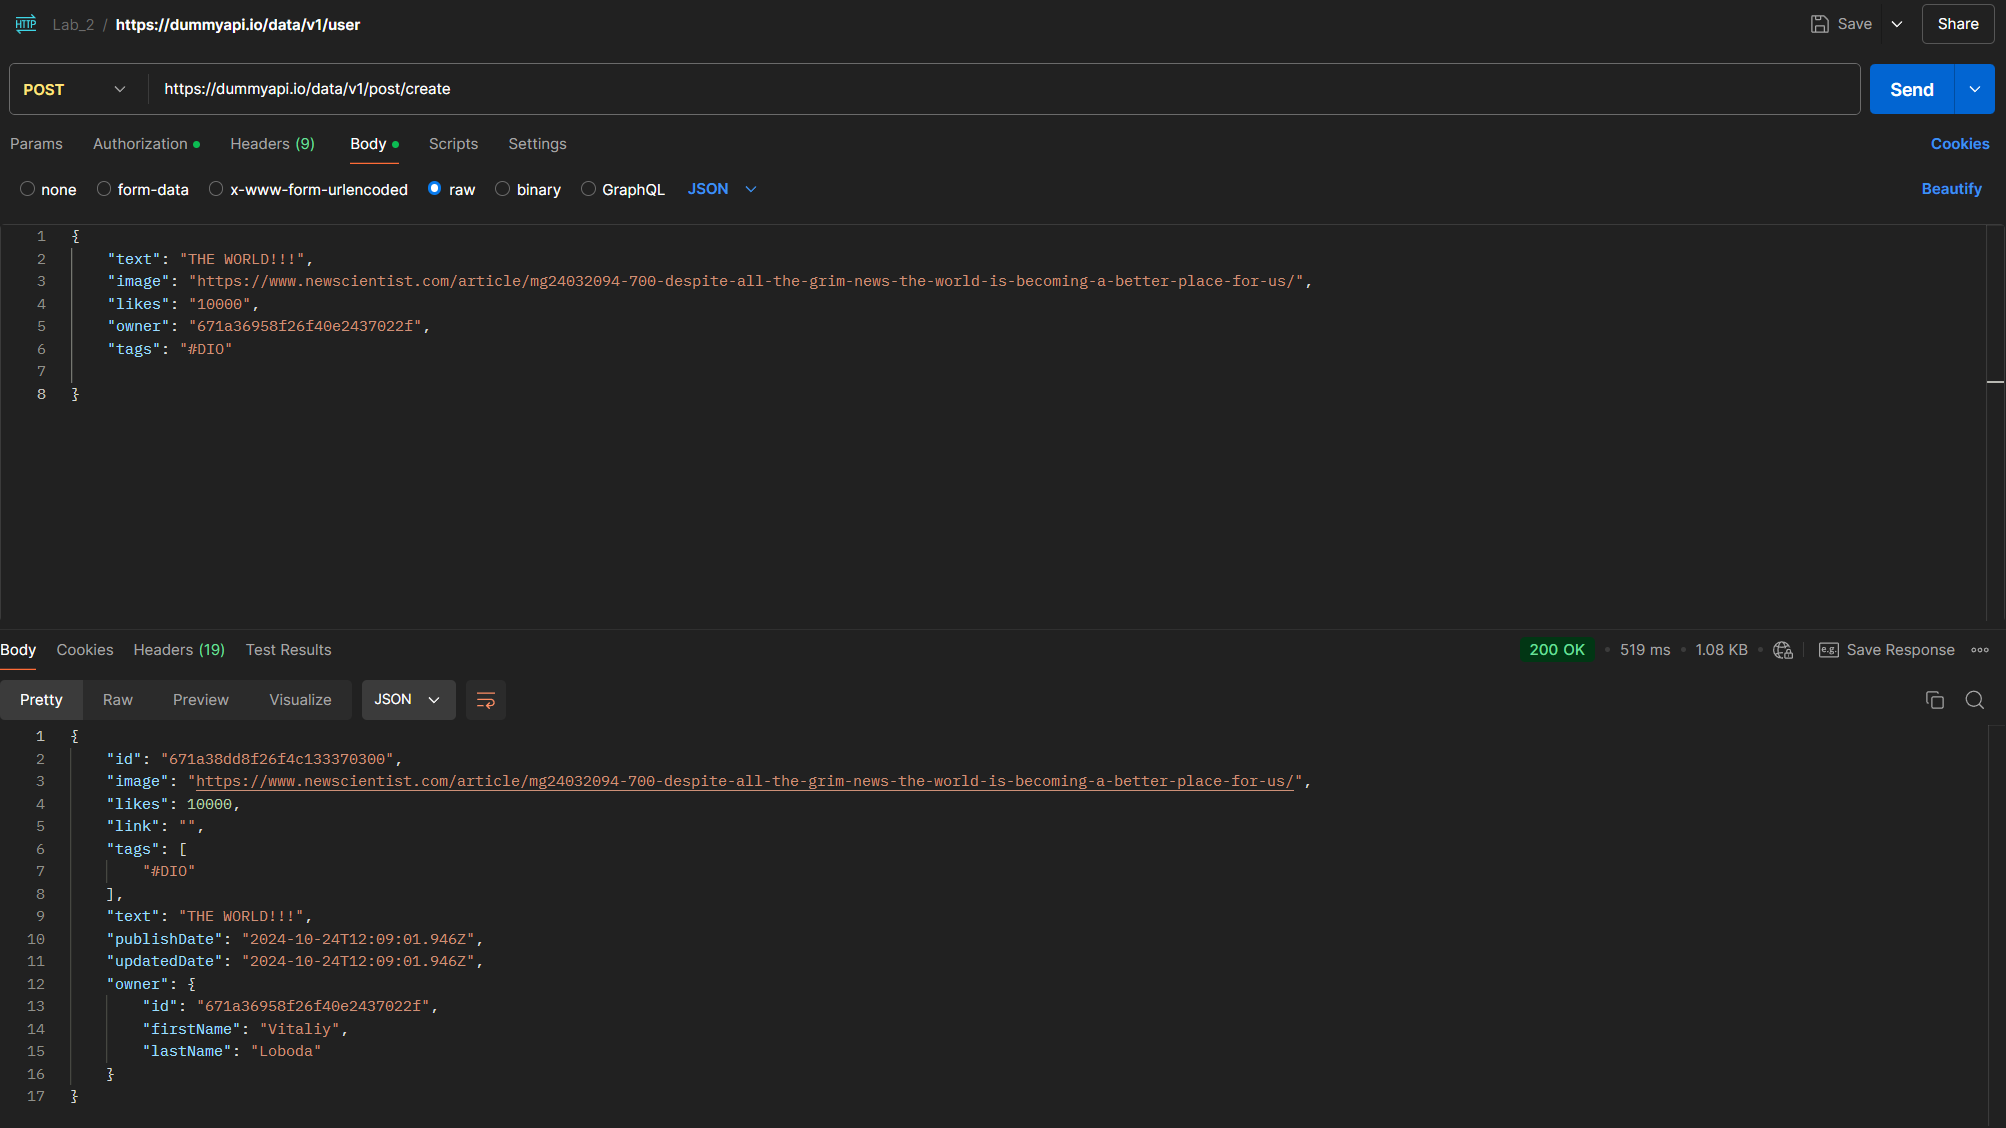 HTTP Lab_2 / https://dummyapi.io/data/v1/user Save Share
POST https://dummyapi.io/data/v1/post/create Send
Params Authorization Headers (9) Body Scripts Settings Cookies
none form-data x-www-form-urlencoded raw binary GraphQL JSON Beautify
1 {
2 "text": "THE WORLD!!!",
3 "image": "https://www.newscientist.com/article/mg24032094-700-despite-all-the-grim-news-the-world-is-becoming-a-better-place-for-us/",
4 "likes": "10000",
5 "owner": "671a36958f26f40e2437022f",
6 "tags": "#DIO"
7
8 }
Body Cookies Headers (19) Test Results 200 OK 519 ms 1.08 KB e.g. Save Response
Pretty Raw Preview Visualize JSON
1 {
2 "id": "671a38dd8f26f4c133370300",
3 "image": "https://www.newscientist.com/article/mg24032094-700-despite-all-the-grim-news-the-world-is-becoming-a-better-place-for-us/",
4 "likes": 10000,
5 "link": "",
6 "tags": [
7 "#DIO"
8 ],
9 "text": "THE WORLD!!!",
10 "publishDate": "2024-10-24T12:09:01.946Z",
11 "updatedDate": "2024-10-24T12:09:01.946Z",
12 "owner": {
13 "id": "671a36958f26f40e2437022f",
14 "firstName": "Vitaliy",
15 "lastName": "Loboda"
16 }
17 }